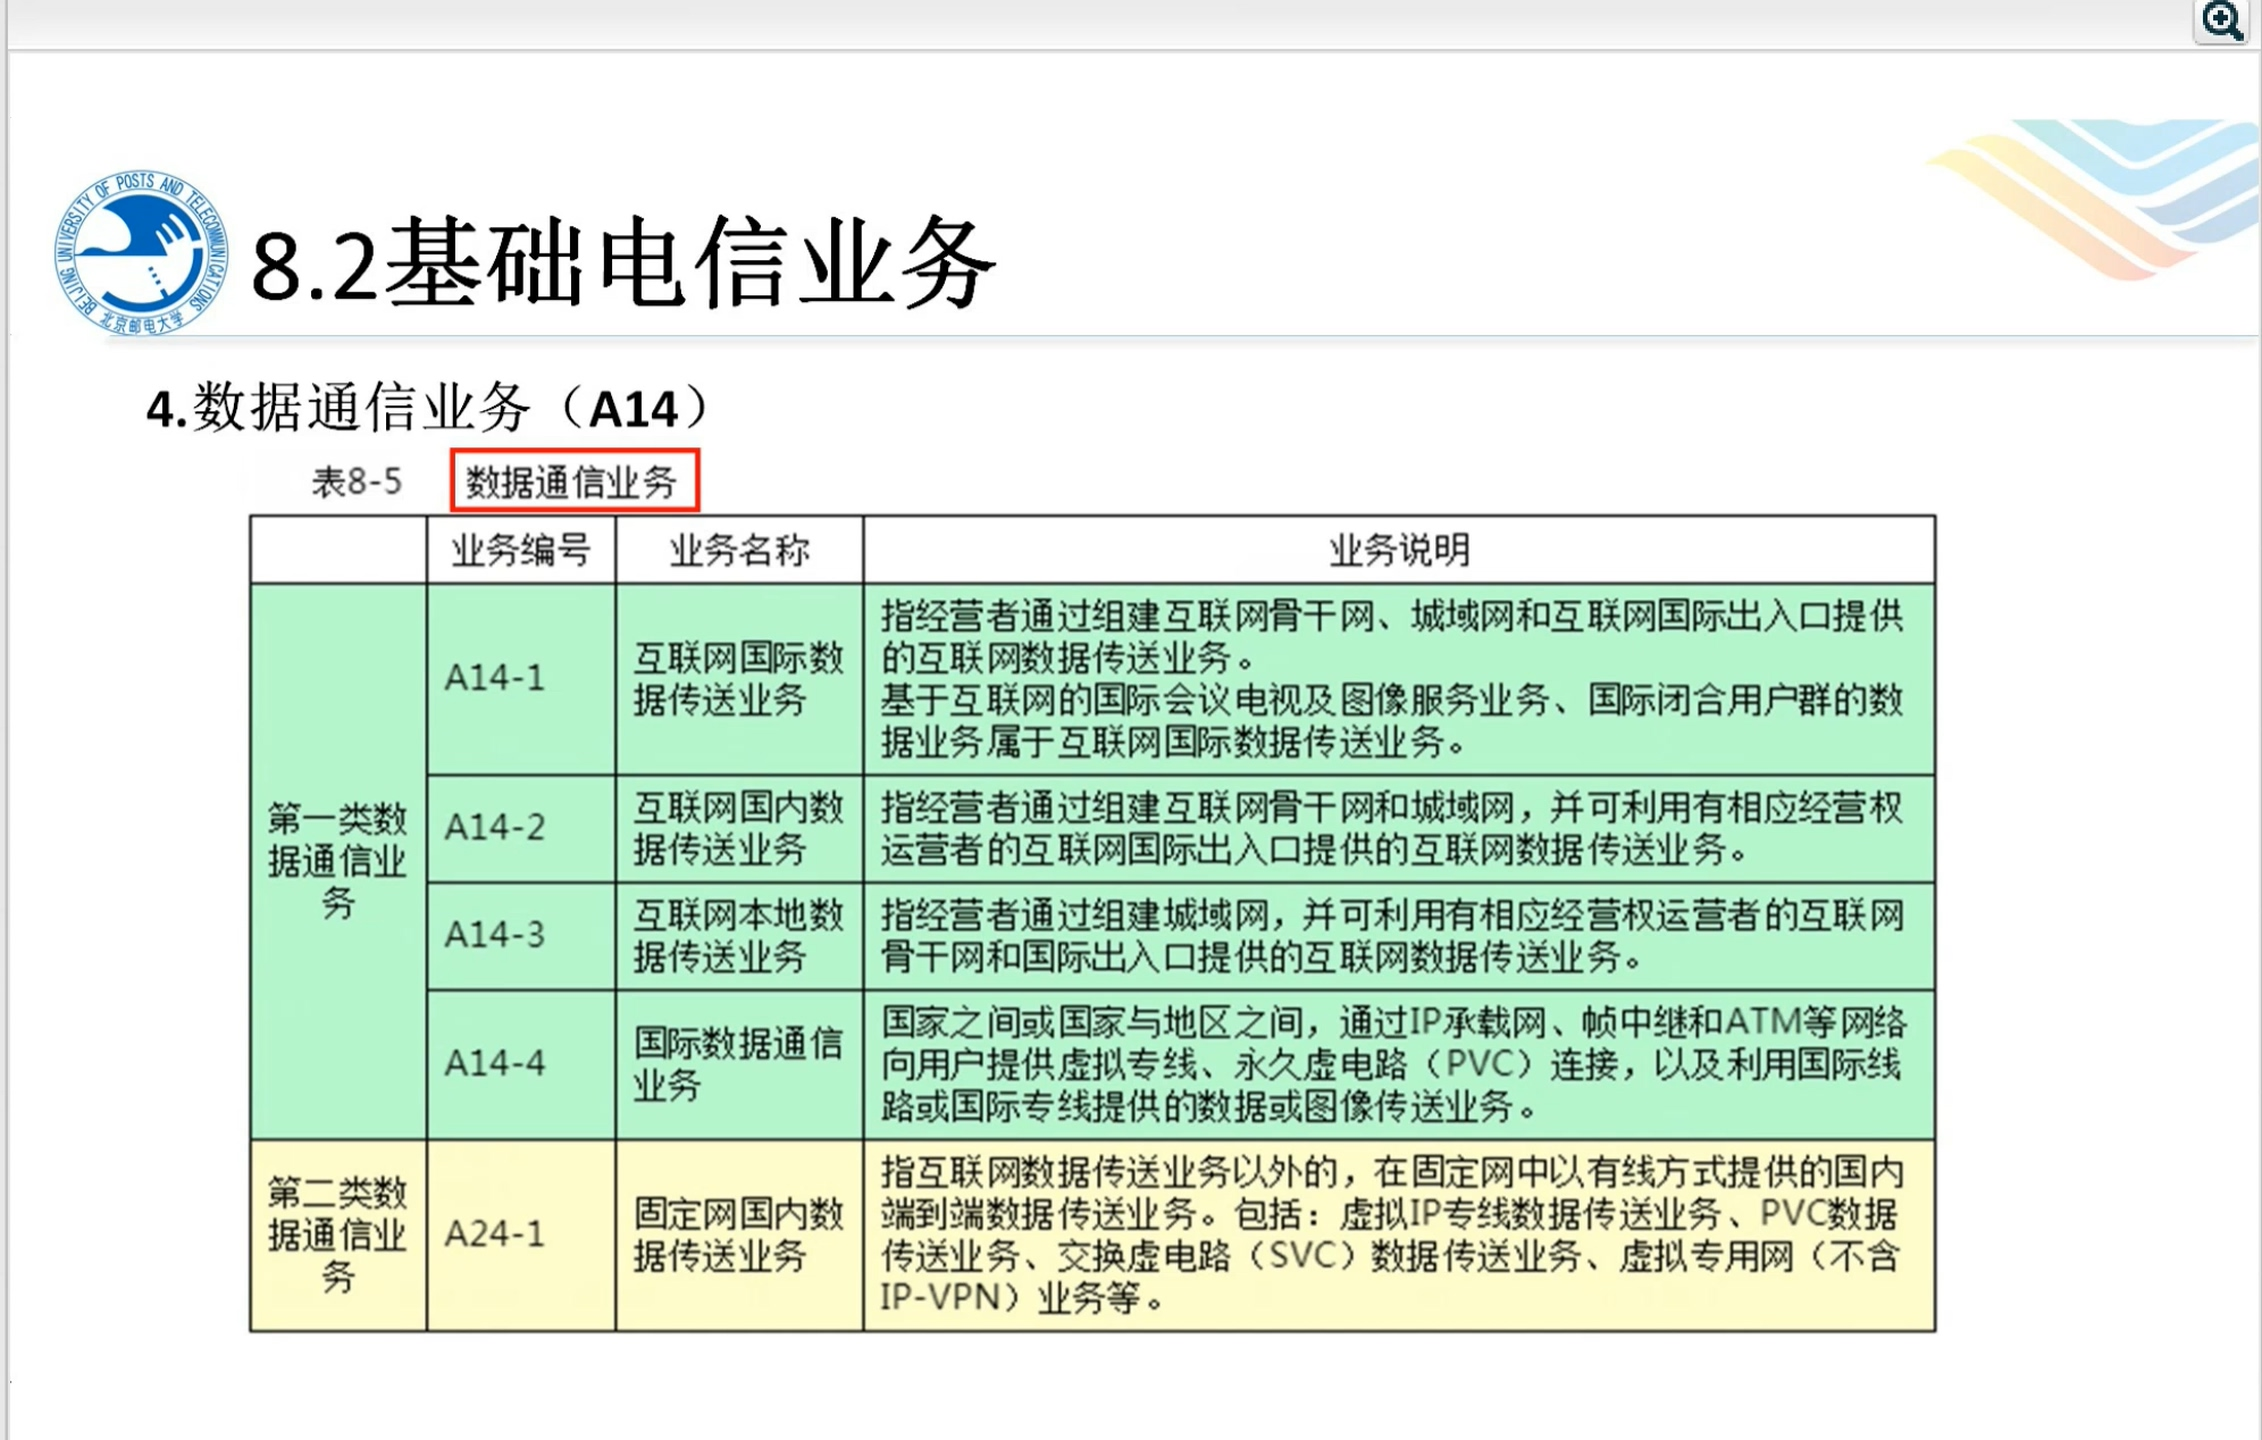 BEIJING UNIVERSITY OF POSTS AND TELECOMMUNICATIONS
北京邮电大学
8.2基础电信业务
4.数据通信业务（A14）
表8-5 数据通信业务
业务编号 业务名称 业务说明
第一类数
据通信业
务
A14-1
互联网国际数
据传送业务
指经营者通过组建互联网骨干网、城域网和互联网国际出入口提供
的互联网数据传送业务。
基于互联网的国际会议电视及图像服务业务、国际闭合用户群的数
据业务属于互联网国际数据传送业务。
A14-2
互联网国内数
据传送业务
指经营者通过组建互联网骨干网和城域网，并可利用有相应经营权
运营者的互联网国际出入口提供的互联网数据传送业务。
A14-3
互联网本地数
据传送业务
指经营者通过组建城域网，并可利用有相应经营权运营者的互联网
骨干网和国际出入口提供的互联网数据传送业务。
A14-4
国际数据通信
业务
国家之间或国家与地区之间，通过IP承载网、帧中继和ATM等网络
向用户提供虚拟专线、永久虚电路（PVC）连接，以及利用国际线
路或国际专线提供的数据或图像传送业务。
第二类数
据通信业
务
A24-1
固定网国内数
据传送业务
指互联网数据传送业务以外的，在固定网中以有线方式提供的国内
端到端数据传送业务。包括：虚拟IP专线数据传送业务、PVC数据
传送业务、交换虚电路（SVC）数据传送业务、虚拟专用网（不含
IP-VPN）业务等。